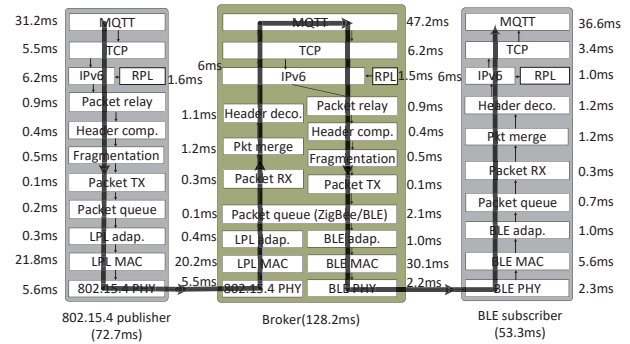 31.2ms MQTT
5.5ms TCP
6.2ms IPv6 RPL 1.6ms
0.9ms Packet relay
0.4ms Header comp.
0.5ms Fragmentation
0.1ms Packet TX
0.2ms Packet queue
0.3ms LPL adap.
21.8ms LPL MAC
5.6ms 802.15.4 PHY
802.15.4 publisher
(72.7ms)
MQTT 47.2ms
TCP 6.2ms
6ms IPv6 RPL 1.5ms
Packet relay 0.9ms
1.1ms Header deco. Header comp. 0.4ms
1.2ms Pkt merge Fragmentation 0.5ms
0.3ms Packet RX Packet TX 0.1ms
0.1ms Packet queue (ZigBee/BLE) 2.1ms
0.4ms LPL adap. BLE adap. 1.0ms
20.2ms LPL MAC BLE MAC 30.1ms
5.5ms 802.15.4 PHY BLE PHY 2.2ms
Broker(128.2ms)
MQTT 36.6ms
TCP 3.4ms
6ms IPv6 RPL 1.0ms
Header deco. 1.2ms
Pkt merge 1.2ms
Packet RX 0.3ms
Packet queue 0.7ms
BLE adap. 1.0ms
BLE MAC 5.6ms
BLE PHY 2.3ms
BLE subscriber
(53.3ms)